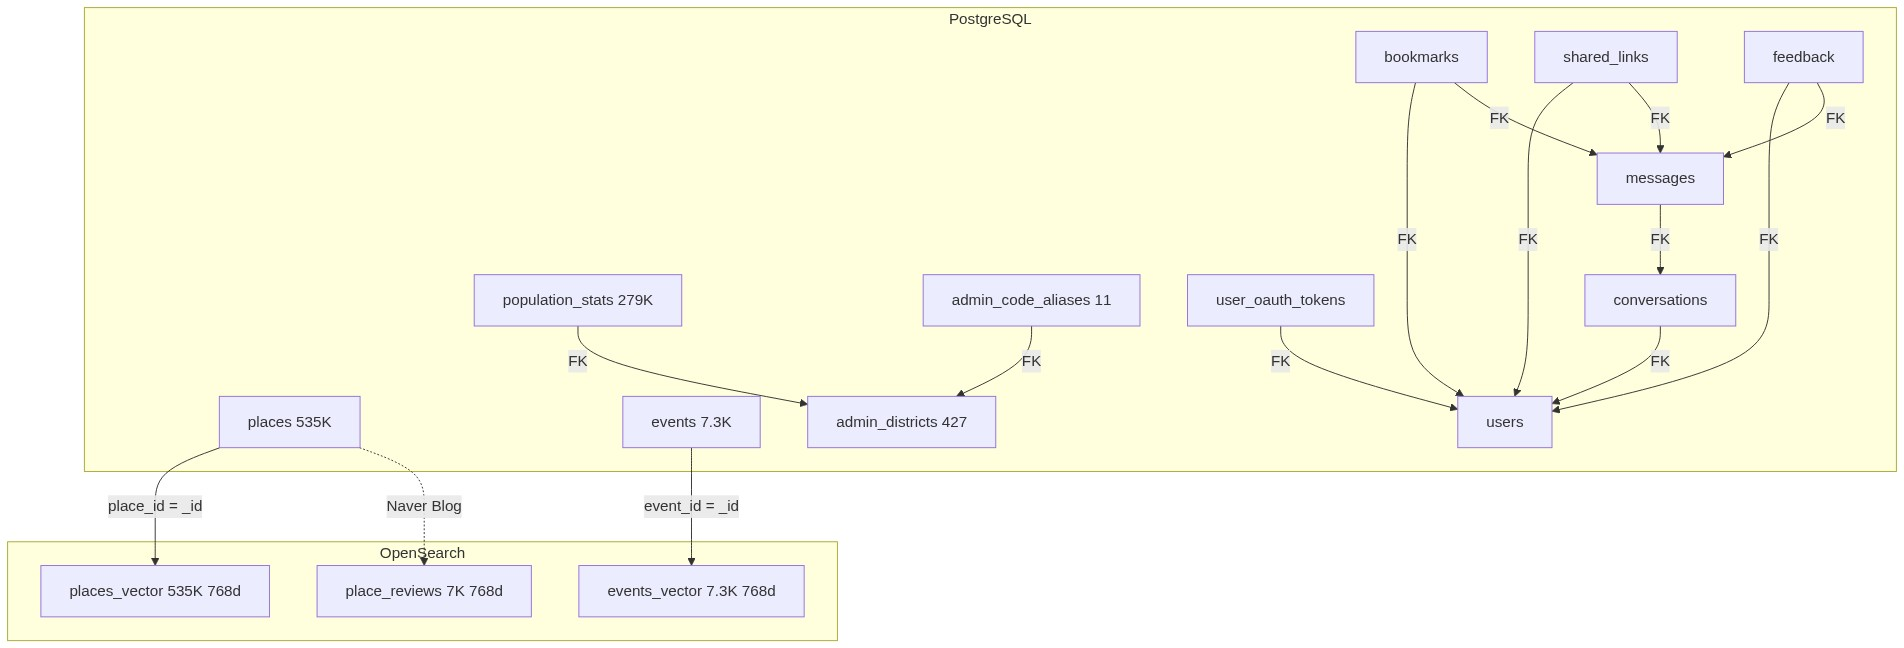 PostgreSQL
bookmarks
shared_links
feedback
FK
FK
FK
messages
FK
FK
FK
FK
population_stats 279K
admin_code_aliases 11
user_oauth_tokens
conversations
FK
FK
FK
FK
places 535K
events 7.3K
admin_districts 427
users
place_id = _id
Naver Blog
event_id = _id
OpenSearch
places_vector 535K 768d
place_reviews 7K 768d
events_vector 7.3K 768d